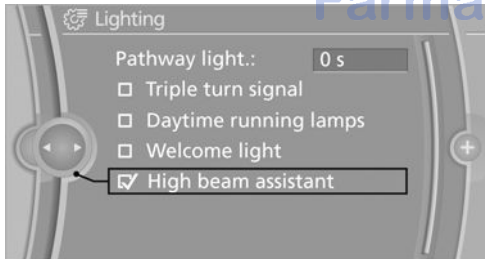 Lighting
Pathway light.: 0 s
Triple turn signal
Daytime running lamps
Welcome light
High beam assistant